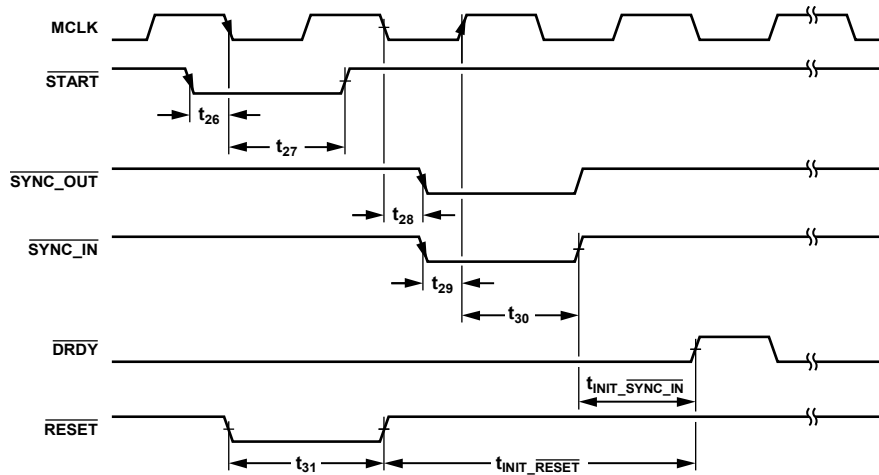 MCLK
START
t26
t27
SYNC_OUT
t28
SYNC_IN
t29
t30
DRDY
tINIT_SYNC_IN
RESET
t31
tINIT_RESET